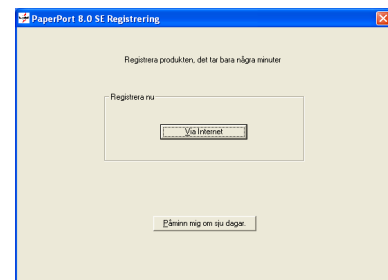 PaperPort 8.0 SE Registrering
Registrera produkten, det tar bara några minuter
Registrera nu
Via Internet
Påminn mig om sju dagar.